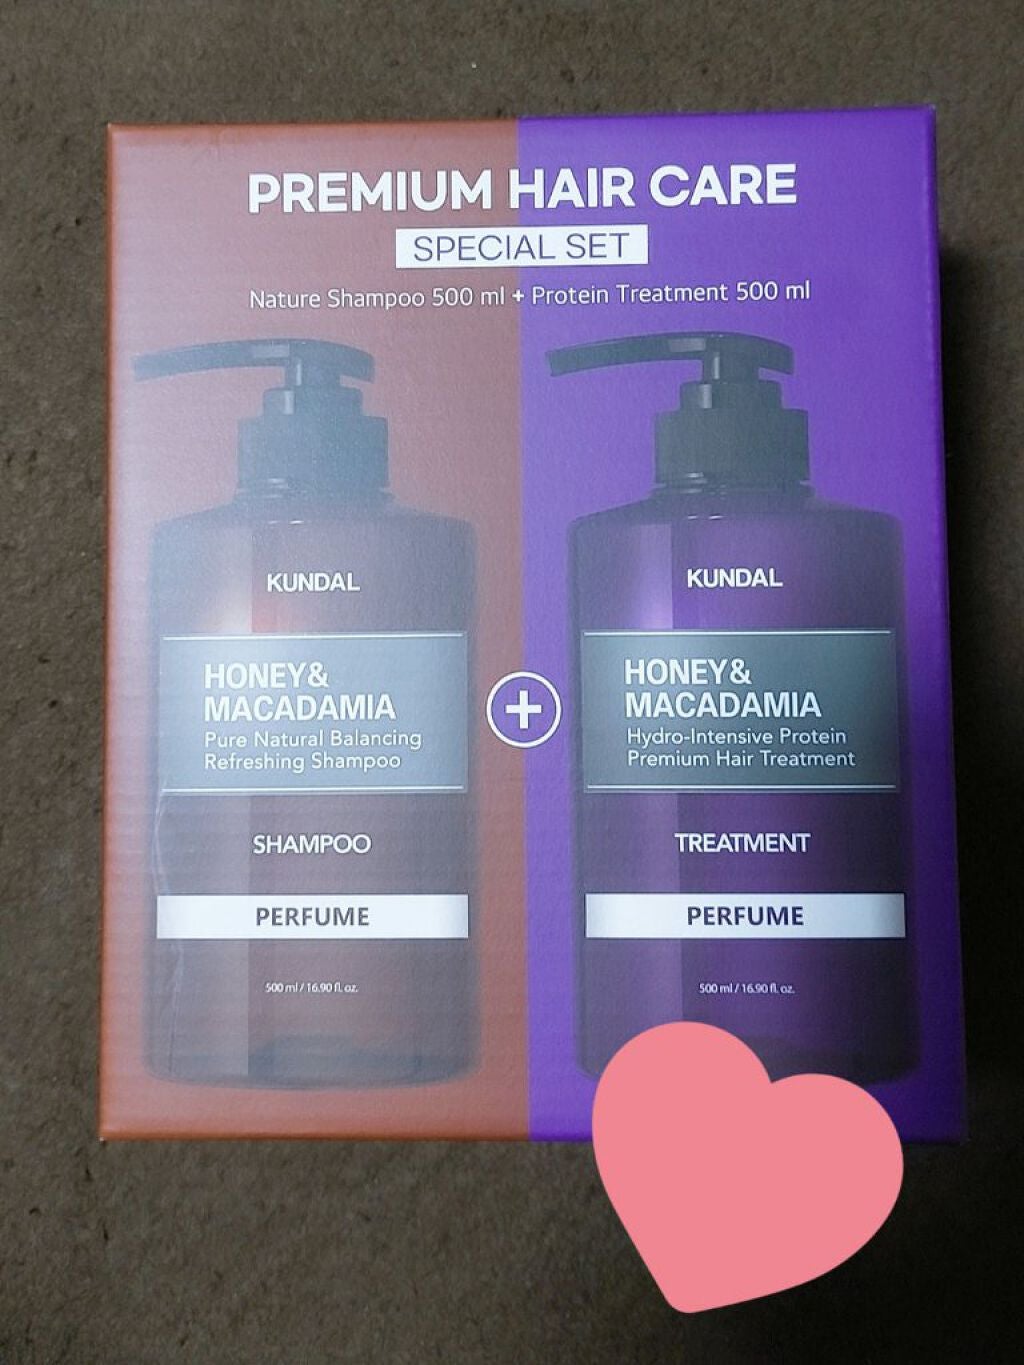 PREMIUM HAIR CARE
SPECIAL SET
Nature Shampoo 500 ml + Protein Treatment 500 ml
KUNDAL
HONEY&
MACADAMIA
Pure Natural Balancing
Refreshing Shampoo
SHAMPOO
PERFUME
500 ml / 16.90 fl. oz.
+
KUNDAL
HONEY&
MACADAMIA
Hydro-Intensive Protein
Premium Hair Treatment
TREATMENT
PERFUME
500 ml / 16.90 fl. oz.